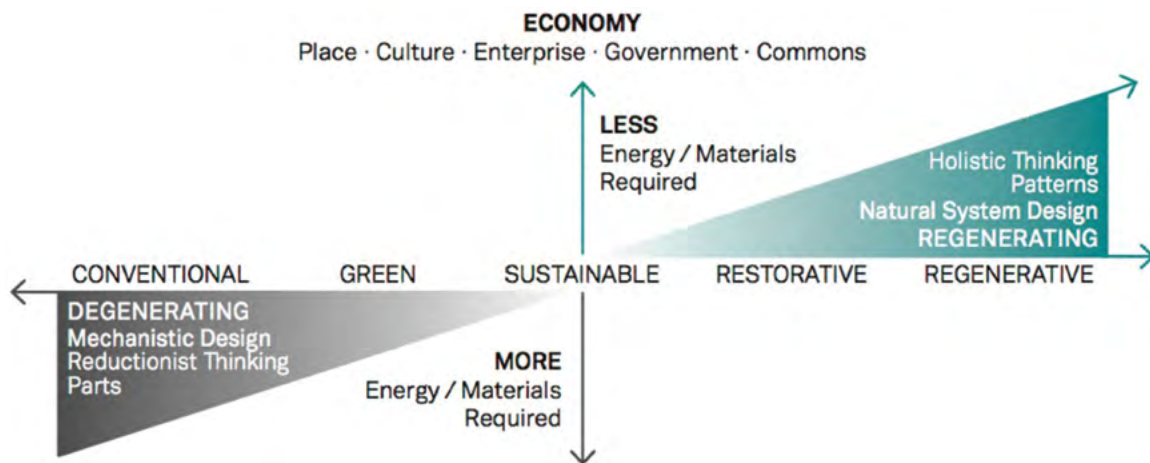 ECONOMY
Place · Culture · Enterprise · Government · Commons
LESS
Energy / Materials
Required
Holistic Thinking
Patterns
Natural System Design
REGENERATING
CONVENTIONAL GREEN SUSTAINABLE RESTORATIVE REGENERATIVE
DEGENERATING
Mechanistic Design
Reductionist Thinking
Parts
MORE
Energy / Materials
Required